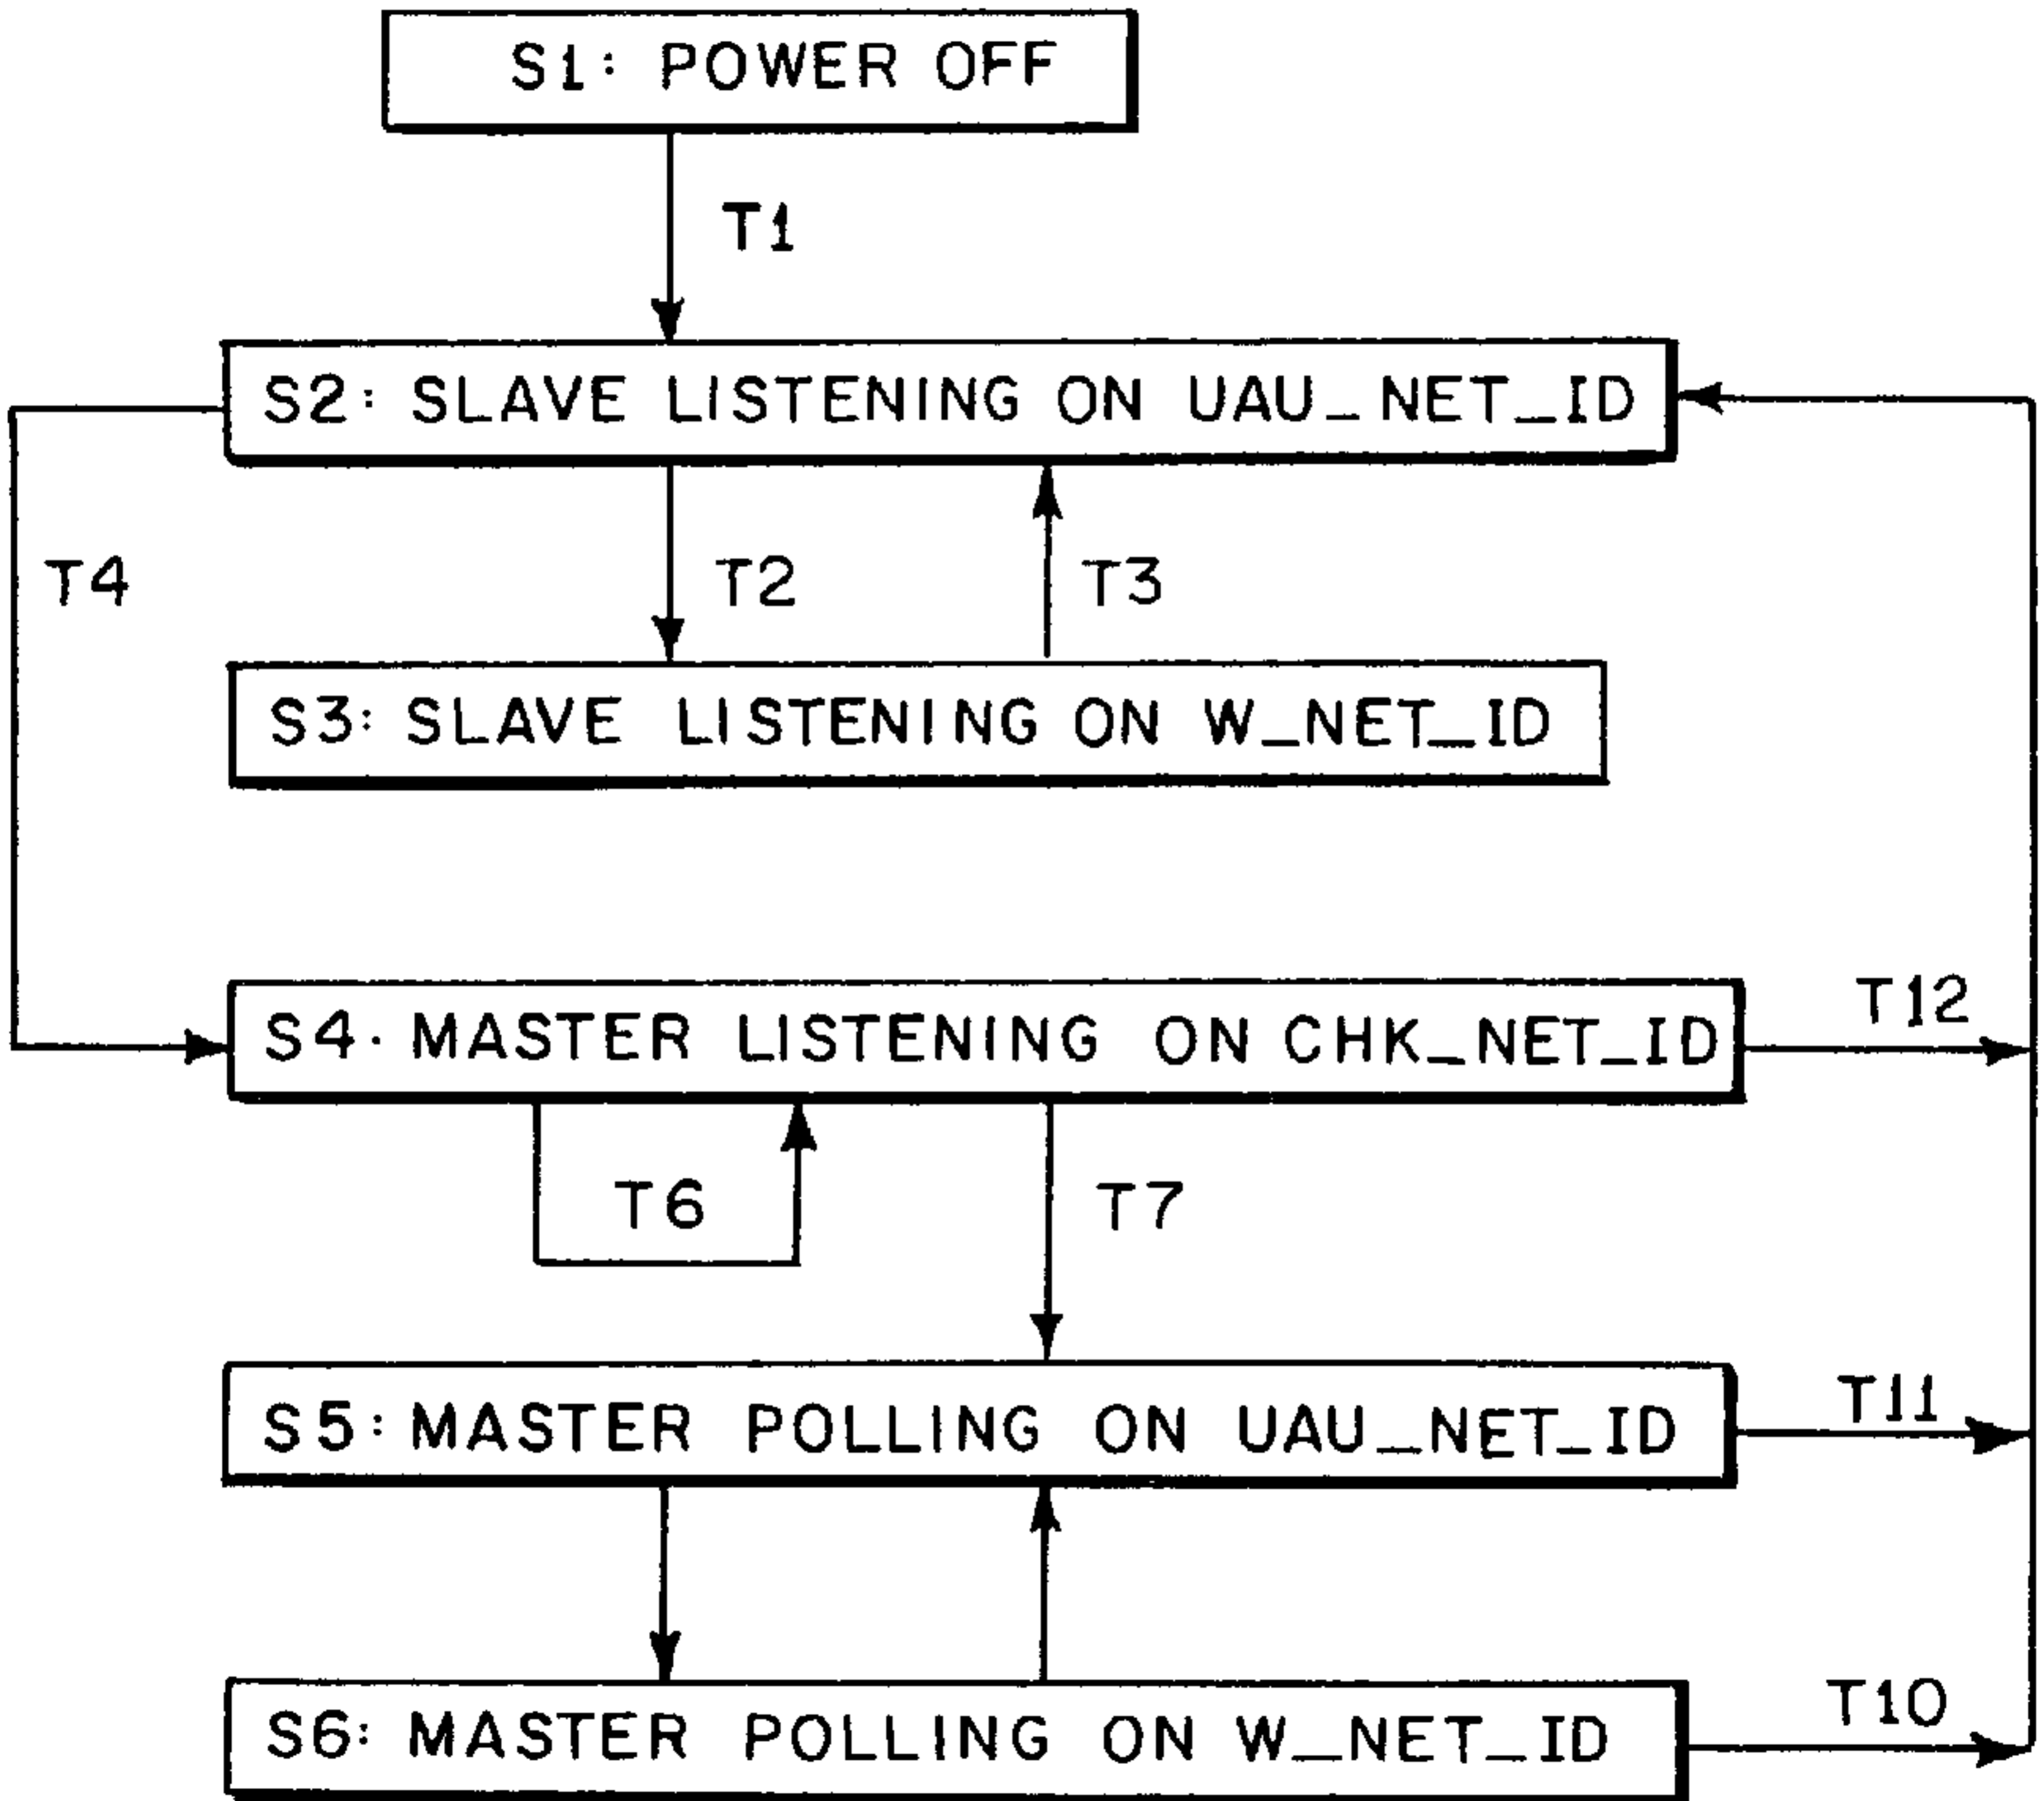 S1: POWER OFF
T1
S2: SLAVE LISTENING ON UAU_NET_ID
T4
T2
T3
S3: SLAVE LISTENING ON W_NET_ID
T12
S4: MASTER LISTENING ON CHK_NET_ID
T6
T7
T11
S5: MASTER POLLING ON UAU_NET_ID
T10
S6: MASTER POLLING ON W_NET_ID